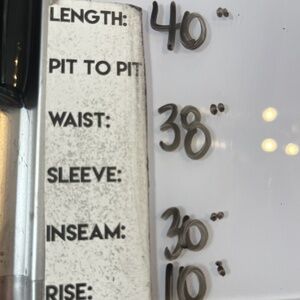 LENGTH: 40"
PIT TO PIT
WAIST: 38"
SLEEVE:
INSEAM: 30"
RISE: 10"